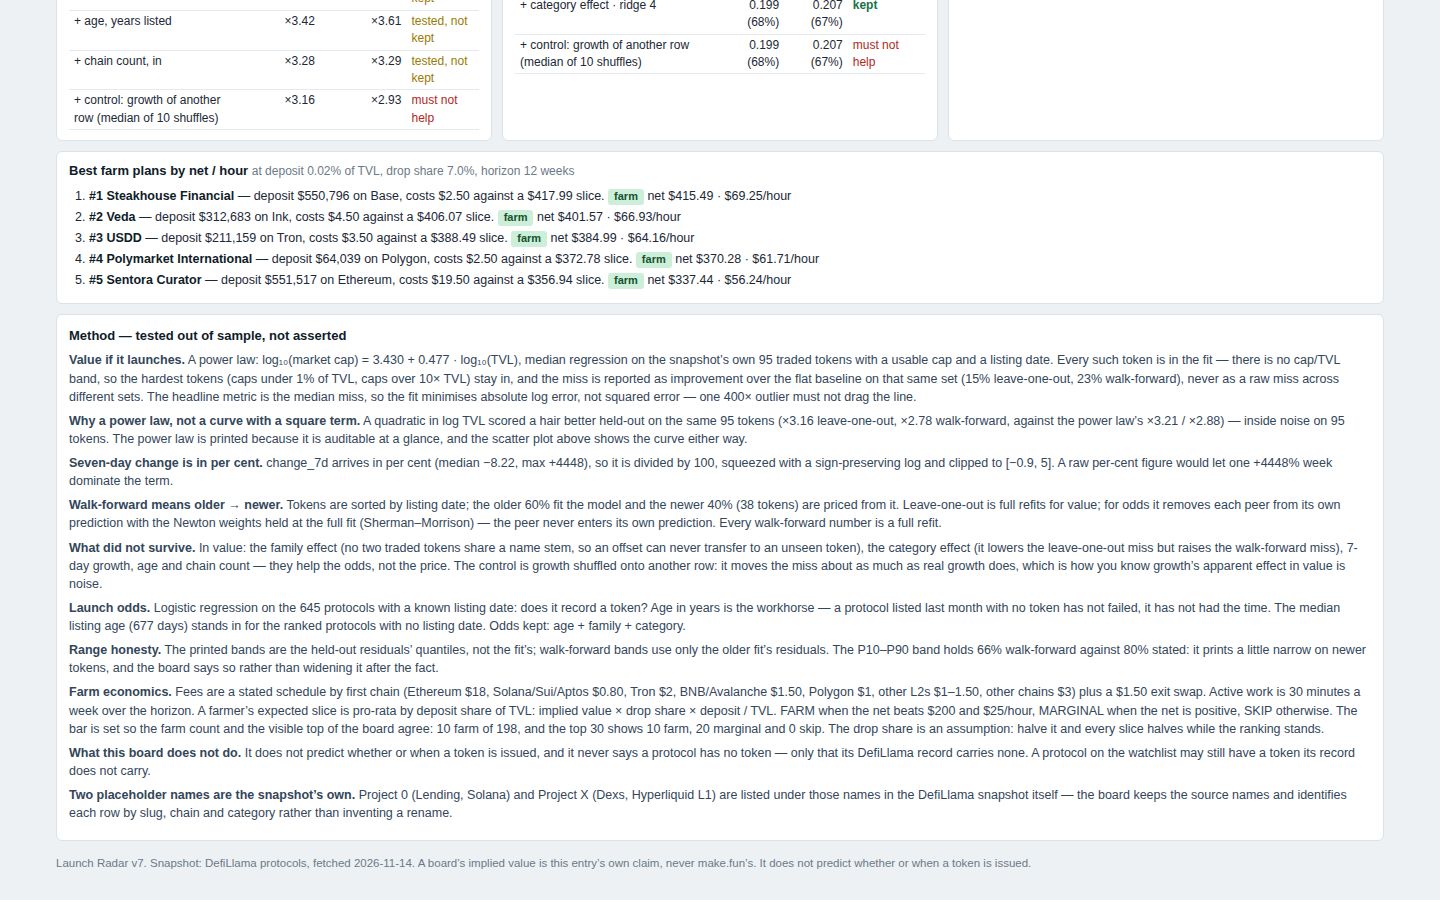 kept
+ age, years listed ×3.42 ×3.61 tested, not
kept
+ chain count, in ×3.28 ×3.29 tested, not
kept
+ control: growth of another ×3.16 ×2.93 must not
row (median of 10 shuffles) help
+ category effect · ridge 4 0.199 0.207 kept
(68%) (67%)
+ control: growth of another row 0.199 0.207 must not
(median of 10 shuffles) (68%) (67%) help
Best farm plans by net / hour at deposit 0.02% of TVL, drop share 7.0%, horizon 12 weeks
1. #1 Steakhouse Financial — deposit $550,796 on Base, costs $2.50 against a $417.99 slice. farm net $415.49 · $69.25/hour
2. #2 Veda — deposit $312,683 on Ink, costs $4.50 against a $406.07 slice. farm net $401.57 · $66.93/hour
3. #3 USDD — deposit $211,159 on Tron, costs $3.50 against a $388.49 slice. farm net $384.99 · $64.16/hour
4. #4 Polymarket International — deposit $64,039 on Polygon, costs $2.50 against a $372.78 slice. farm net $370.28 · $61.71/hour
5. #5 Sentora Curator — deposit $551,517 on Ethereum, costs $19.50 against a $356.94 slice. farm net $337.44 · $56.24/hour
Method — tested out of sample, not asserted
Value if it launches. A power law: log₁₀(market cap) = 3.430 + 0.477 · log₁₀(TVL), median regression on the snapshot's own 95 traded tokens with a usable cap and a listing date. Every such token is in the fit — there is no cap/TVL
band, so the hardest tokens (caps under 1% of TVL, caps over 10× TVL) stay in, and the miss is reported as improvement over the flat baseline on that same set (15% leave-one-out, 23% walk-forward), never as a raw miss across
different sets. The headline metric is the median miss, so the fit minimises absolute log error, not squared error — one 400× outlier must not drag the line.
Why a power law, not a curve with a square term. A quadratic in log TVL scored a hair better held-out on the same 95 tokens (×3.16 leave-one-out, ×2.78 walk-forward, against the power law's ×3.21 / ×2.88) — inside noise on 95
tokens. The power law is printed because it is auditable at a glance, and the scatter plot above shows the curve either way.
Seven-day change is in per cent. change_7d arrives in per cent (median −8.22, max +4448), so it is divided by 100, squeezed with a sign-preserving log and clipped to [−0.9, 5]. A raw per-cent figure would let one +4448% week
dominate the term.
Walk-forward means older → newer. Tokens are sorted by listing date; the older 60% fit the model and the newer 40% (38 tokens) are priced from it. Leave-one-out is full refits for value; for odds it removes each peer from its own
prediction with the Newton weights held at the full fit (Sherman–Morrison) — the peer never enters its own prediction. Every walk-forward number is a full refit.
What did not survive. In value: the family effect (no two traded tokens share a name stem, so an offset can never transfer to an unseen token), the category effect (it lowers the leave-one-out miss but raises the walk-forward miss), 7-
day growth, age and chain count — they help the odds, not the price. The control is growth shuffled onto another row: it moves the miss about as much as real growth does, which is how you know growth's apparent effect in value is
noise.
Launch odds. Logistic regression on the 645 protocols with a known listing date: does it record a token? Age in years is the workhorse — a protocol listed last month with no token has not failed, it has not had the time. The median
listing age (677 days) stands in for the ranked protocols with no listing date. Odds kept: age + family + category.
Range honesty. The printed bands are the held-out residuals' quantiles, not the fit's; walk-forward bands use only the older fit's residuals. The P10–P90 band holds 66% walk-forward against 80% stated: it prints a little narrow on newer
tokens, and the board says so rather than widening it after the fact.
Farm economics. Fees are a stated schedule by first chain (Ethereum $18, Solana/Sui/Aptos $0.80, Tron $2, BNB/Avalanche $1.50, Polygon $1, other L2s $1–1.50, other chains $3) plus a $1.50 exit swap. Active work is 30 minutes a
week over the horizon. A farmer's expected slice is pro-rata by deposit share of TVL: implied value × drop share × deposit / TVL. FARM when the net beats $200 and $25/hour, MARGINAL when the net is positive, SKIP otherwise. The
bar is set so the farm count and the visible top of the board agree: 10 farm of 198, and the top 30 shows 10 farm, 20 marginal and 0 skip. The drop share is an assumption: halve it and every slice halves while the ranking stands.
What this board does not do. It does not predict whether or when a token is issued, and it never says a protocol has no token — only that its DefiLlama record carries none. A protocol on the watchlist may still have a token its record
does not carry.
Two placeholder names are the snapshot's own. Project 0 (Lending, Solana) and Project X (Dexs, Hyperliquid L1) are listed under those names in the DefiLlama snapshot itself — the board keeps the source names and identifies
each row by slug, chain and category rather than inventing a rename.
Launch Radar v7. Snapshot: DefiLlama protocols, fetched 2026-11-14. A board's implied value is this entry's own claim, never make.fun's. It does not predict whether or when a token is issued.